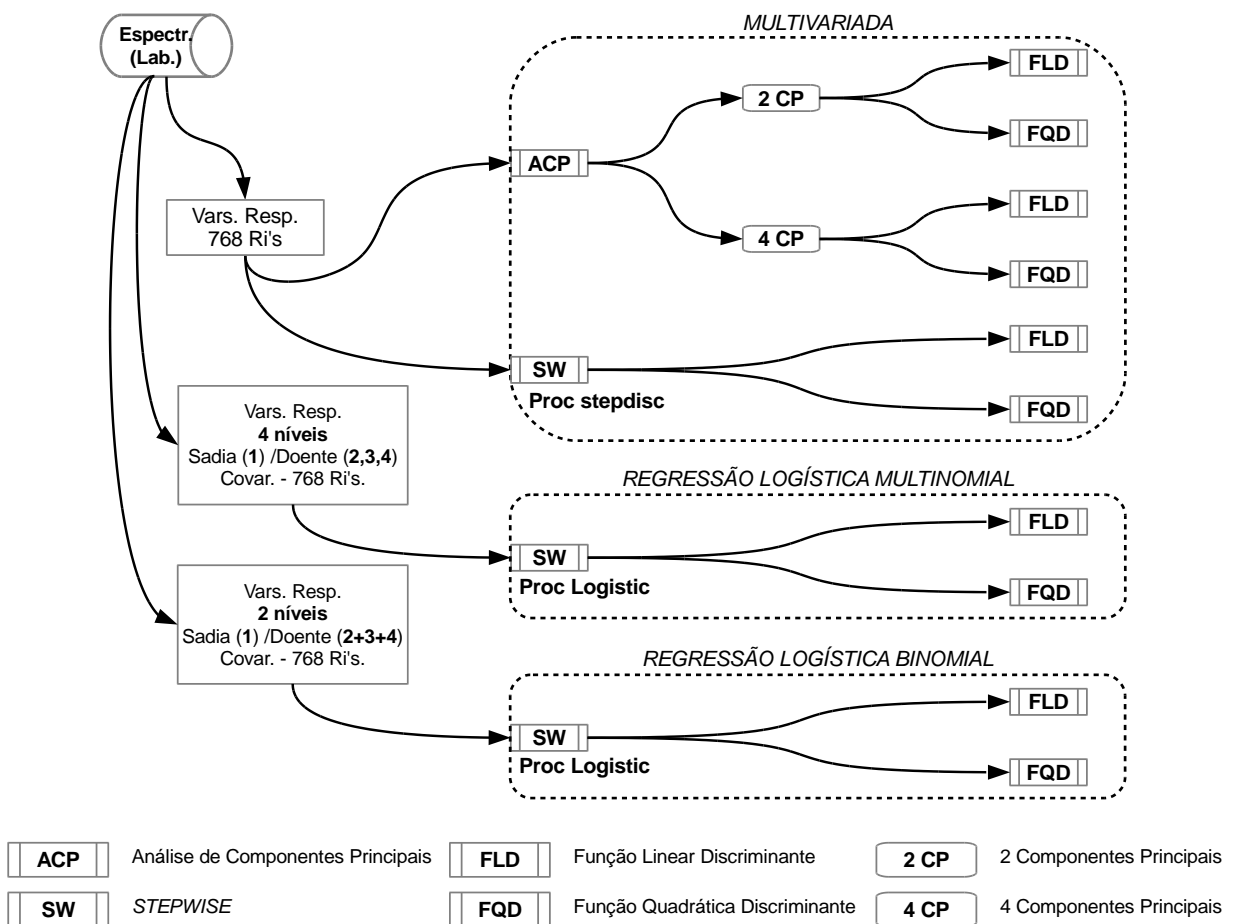 MULTIVARIADA
Espectr.
(Lab.)
FLD
2 CP
FQD
ACP
Vars. Resp.
768 Ri's
FLD
4 CP
FQD
FLD
SW
Proc stepdisc
FQD
Vars. Resp.
4 níveis
Sadia (1) /Doente (2,3,4)
Covar. - 768 Ri's.
REGRESSÃO LOGÍSTICA MULTINOMIAL
FLD
SW
Proc Logistic
FQD
Vars. Resp.
2 níveis
Sadia (1) /Doente (2+3+4)
Covar. - 768 Ri's.
REGRESSÃO LOGÍSTICA BINOMIAL
FLD
SW
Proc Logistic
FQD
ACP Análise de Componentes Principais FLD Função Linear Discriminante 2 CP 2 Componentes Principais
SW STEPWISE FQD Função Quadrática Discriminante 4 CP 4 Componentes Principais